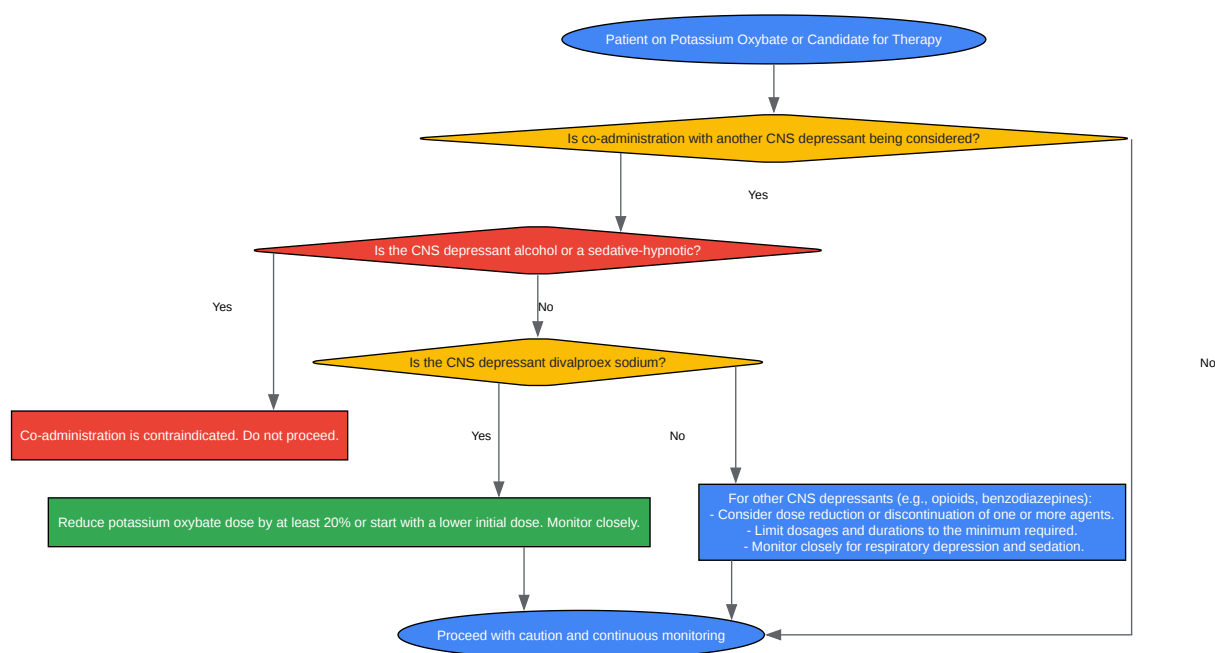 Patient on Potassium Oxybate or Candidate for Therapy
Is co-administration with another CNS depressant being considered?
Yes
Is the CNS depressant alcohol or a sedative-hypnotic?
Yes
No
Is the CNS depressant divalproex sodium?
No
Co-administration is contraindicated. Do not proceed.
Yes
No
Reduce potassium oxybate dose by at least 20% or start with a lower initial dose. Monitor closely.
For other CNS depressants (e.g., opioids, benzodiazepines):
- Consider dose reduction or discontinuation of one or more agents.
- Limit dosages and durations to the minimum required.
- Monitor closely for respiratory depression and sedation.
Proceed with caution and continuous monitoring